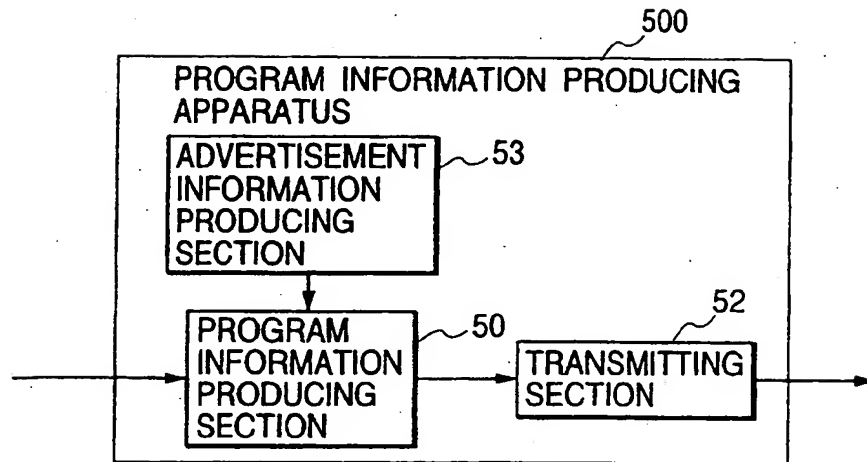 500
PROGRAM INFORMATION PRODUCING
APPARATUS
ADVERTISEMENT
INFORMATION
PRODUCING
SECTION
53
PROGRAM
INFORMATION
PRODUCING
SECTION
50
TRANSMITTING
SECTION
52